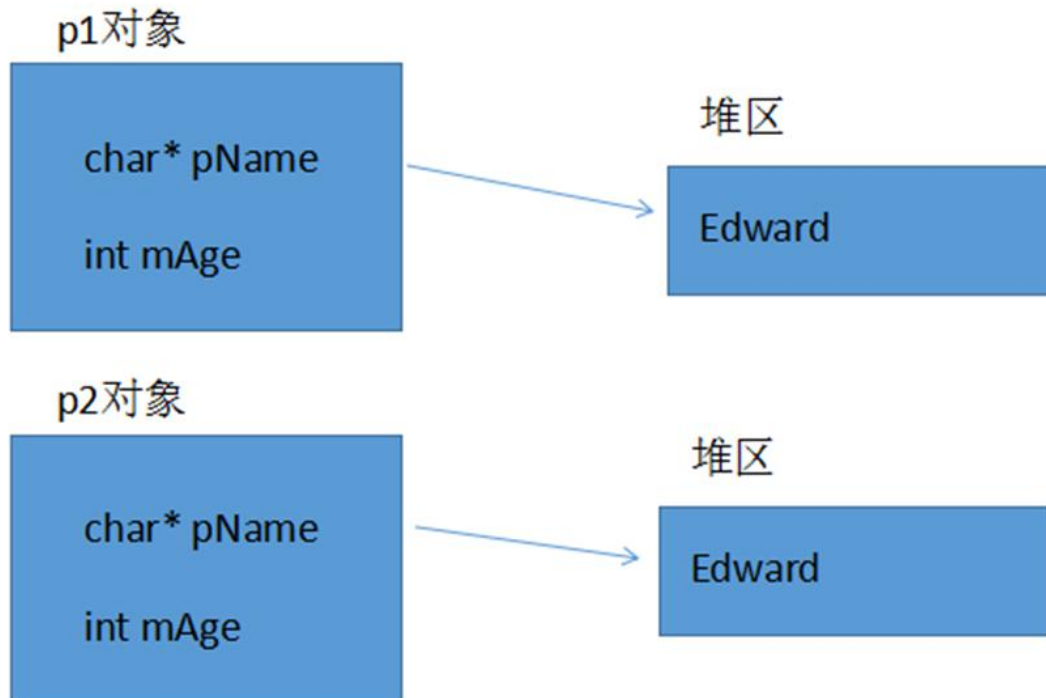 p1对象
char* pName
int mAge
堆区
Edward
p2对象
char* pName
int mAge
堆区
Edward